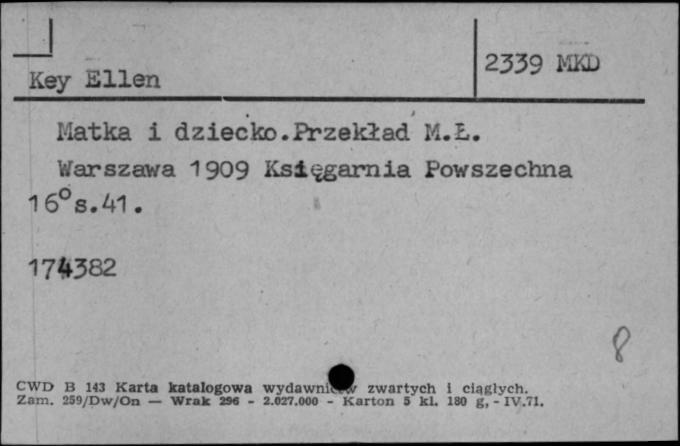 2339 MKD
Key Ellen
Matka i dziecko.Przekład M.Ł.
Warszawa 1909 Księgarnia Powszechna
16°s.41.
174382
8
CWD B 143 Karta katalogowa wydawnictw zwartych i ciągłych.
Zam. 259/Dw/On — Wrak 296 - 2.027.000 - Karton 5 kl. 180 g, - IV.71.